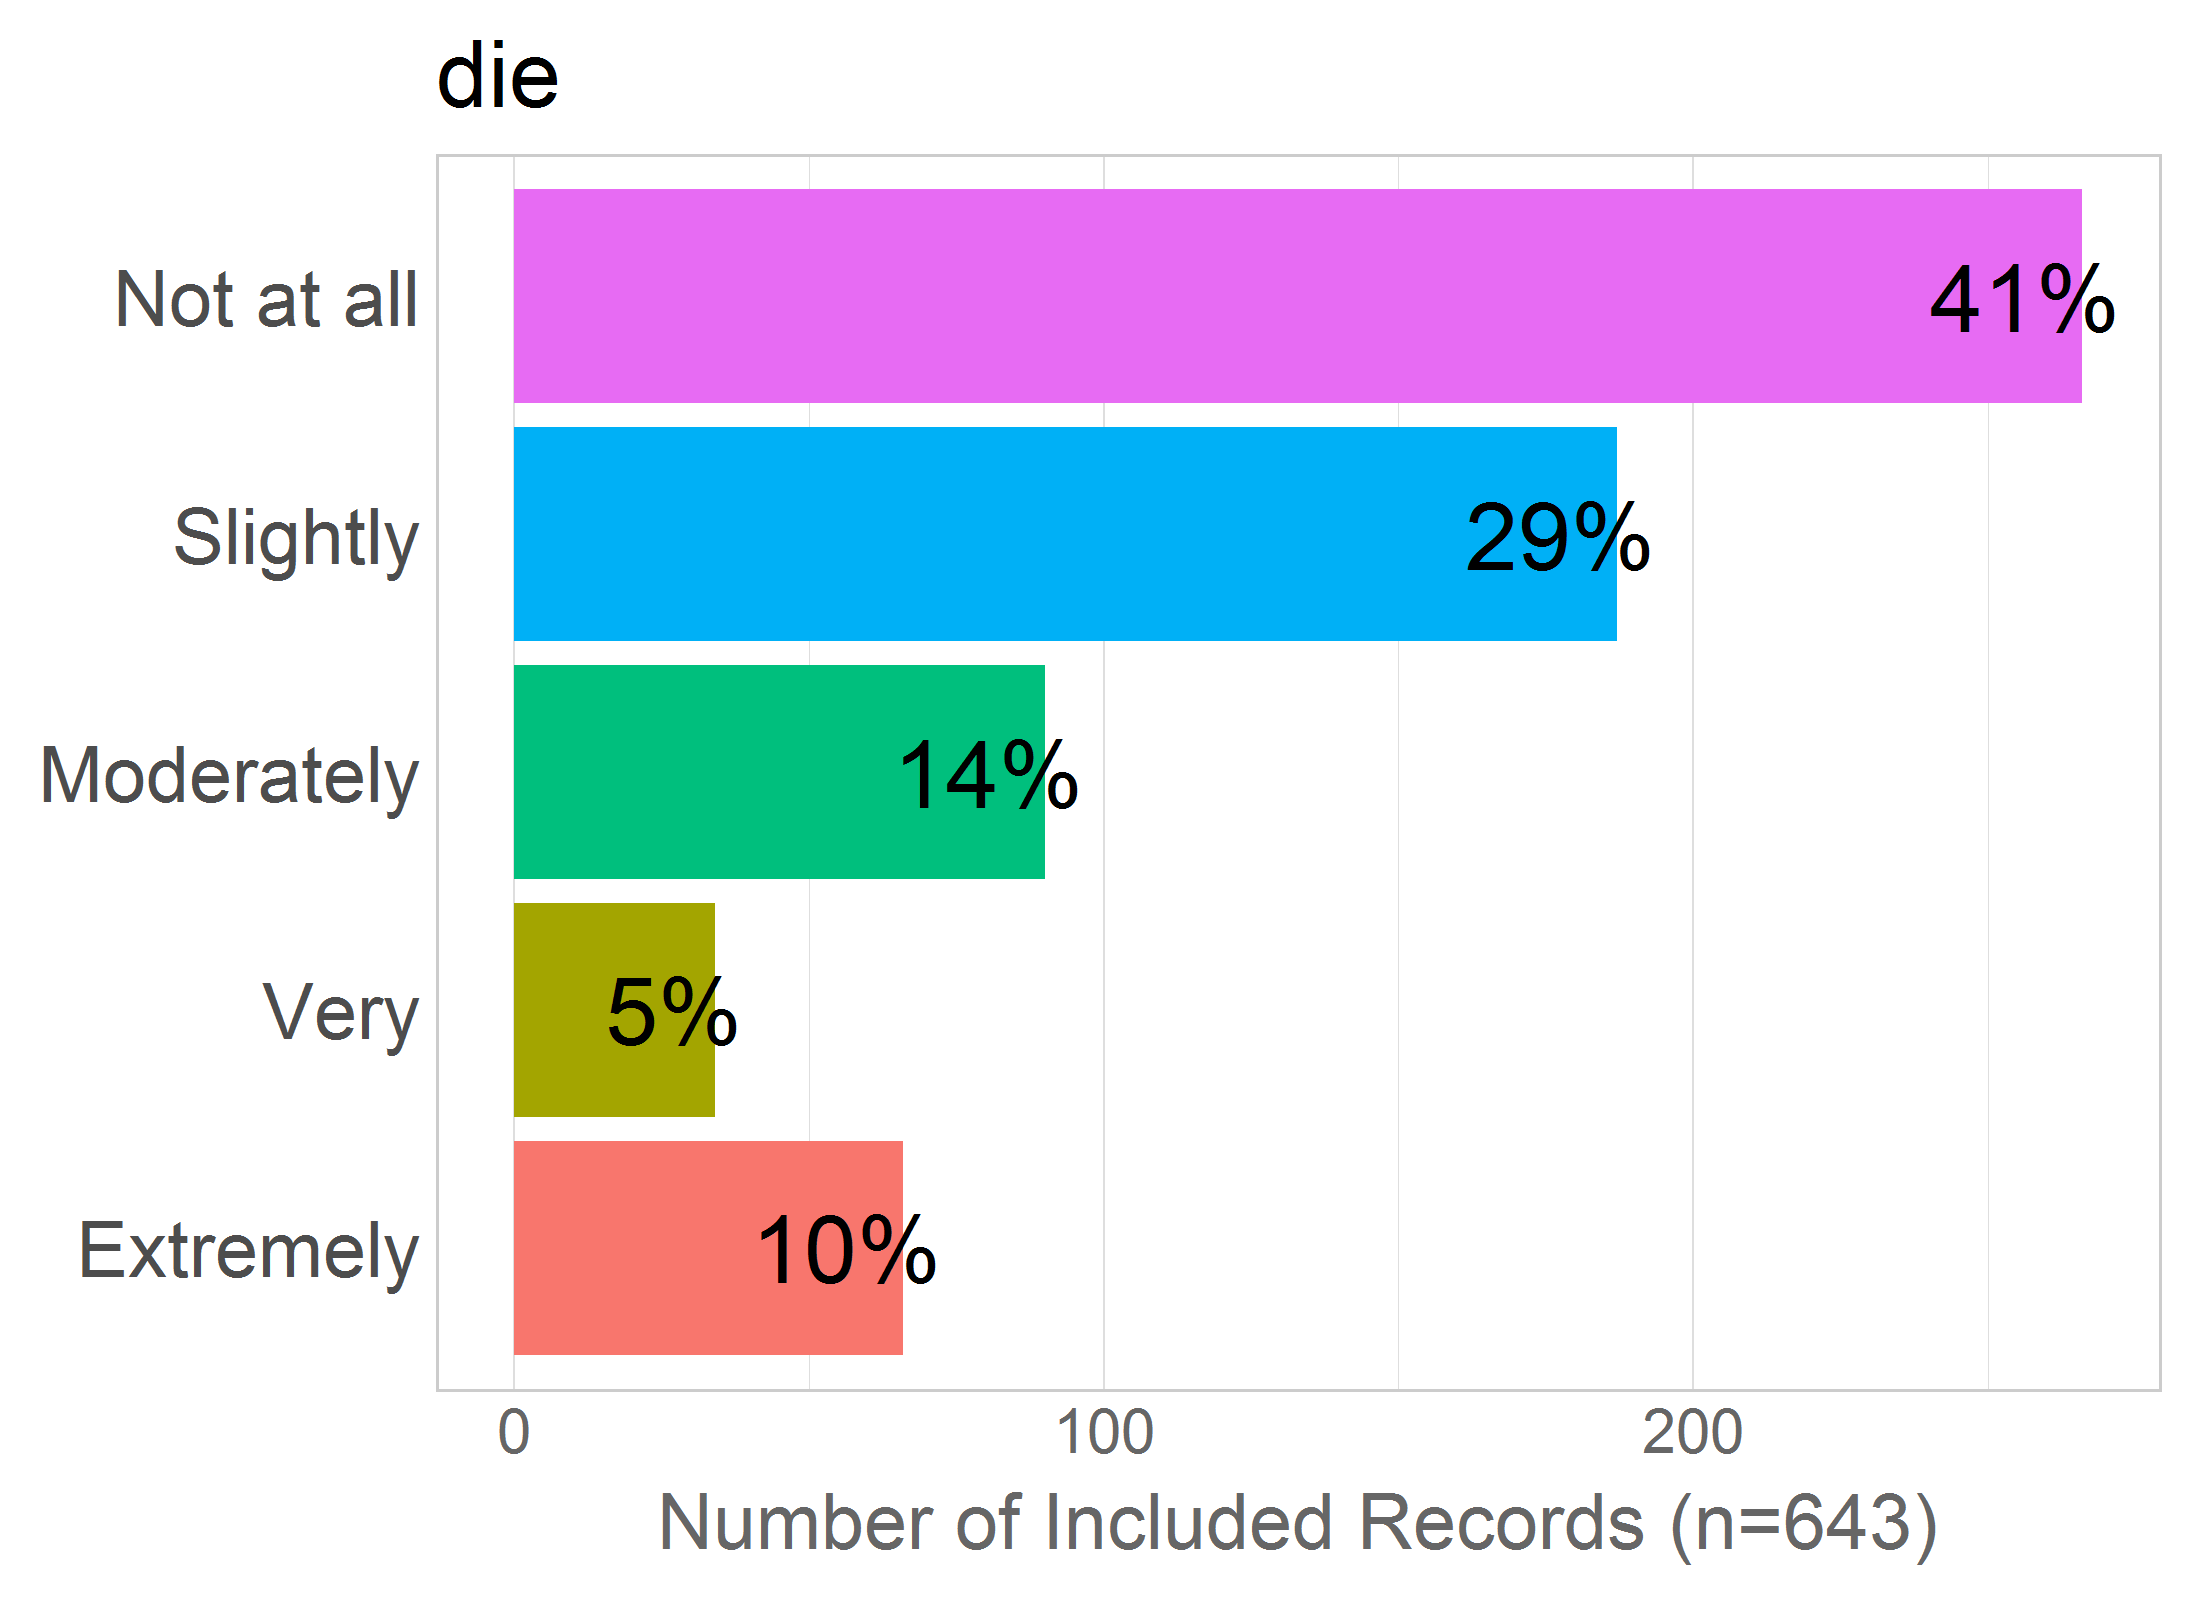 die
Not at all
41%
Slightly
29%
Moderately
14%
Very
5%
Extremely
10%
0 100 200
Number of Included Records (n=643)